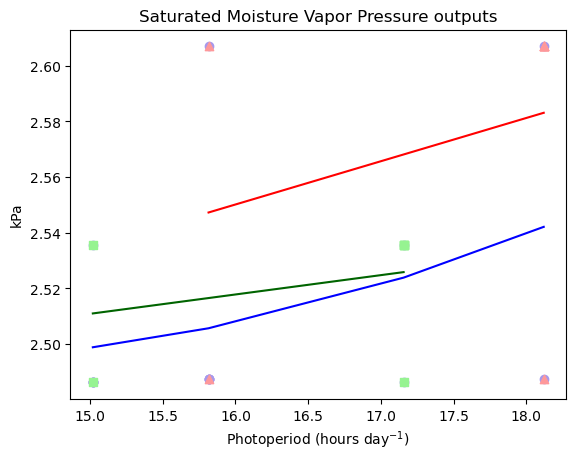 Saturated Moisture Vapor Pressure outputs
2.60
2.58
2.56
2.54
2.52
2.50
kPa
15.0 15.5 16.0 16.5 17.0 17.5 18.0
Photoperiod (hours day⁻¹)